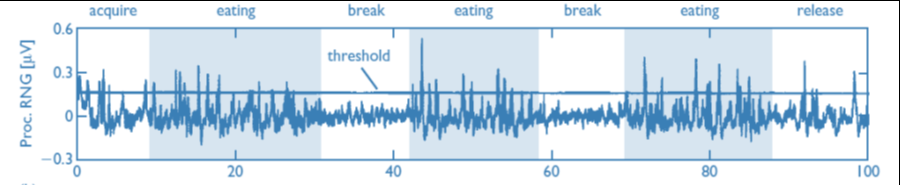 acquire eating break eating break eating release
Proc. RNG [µV]
0.6
0.3
0
−0.3
threshold
0 20 40 60 80 100